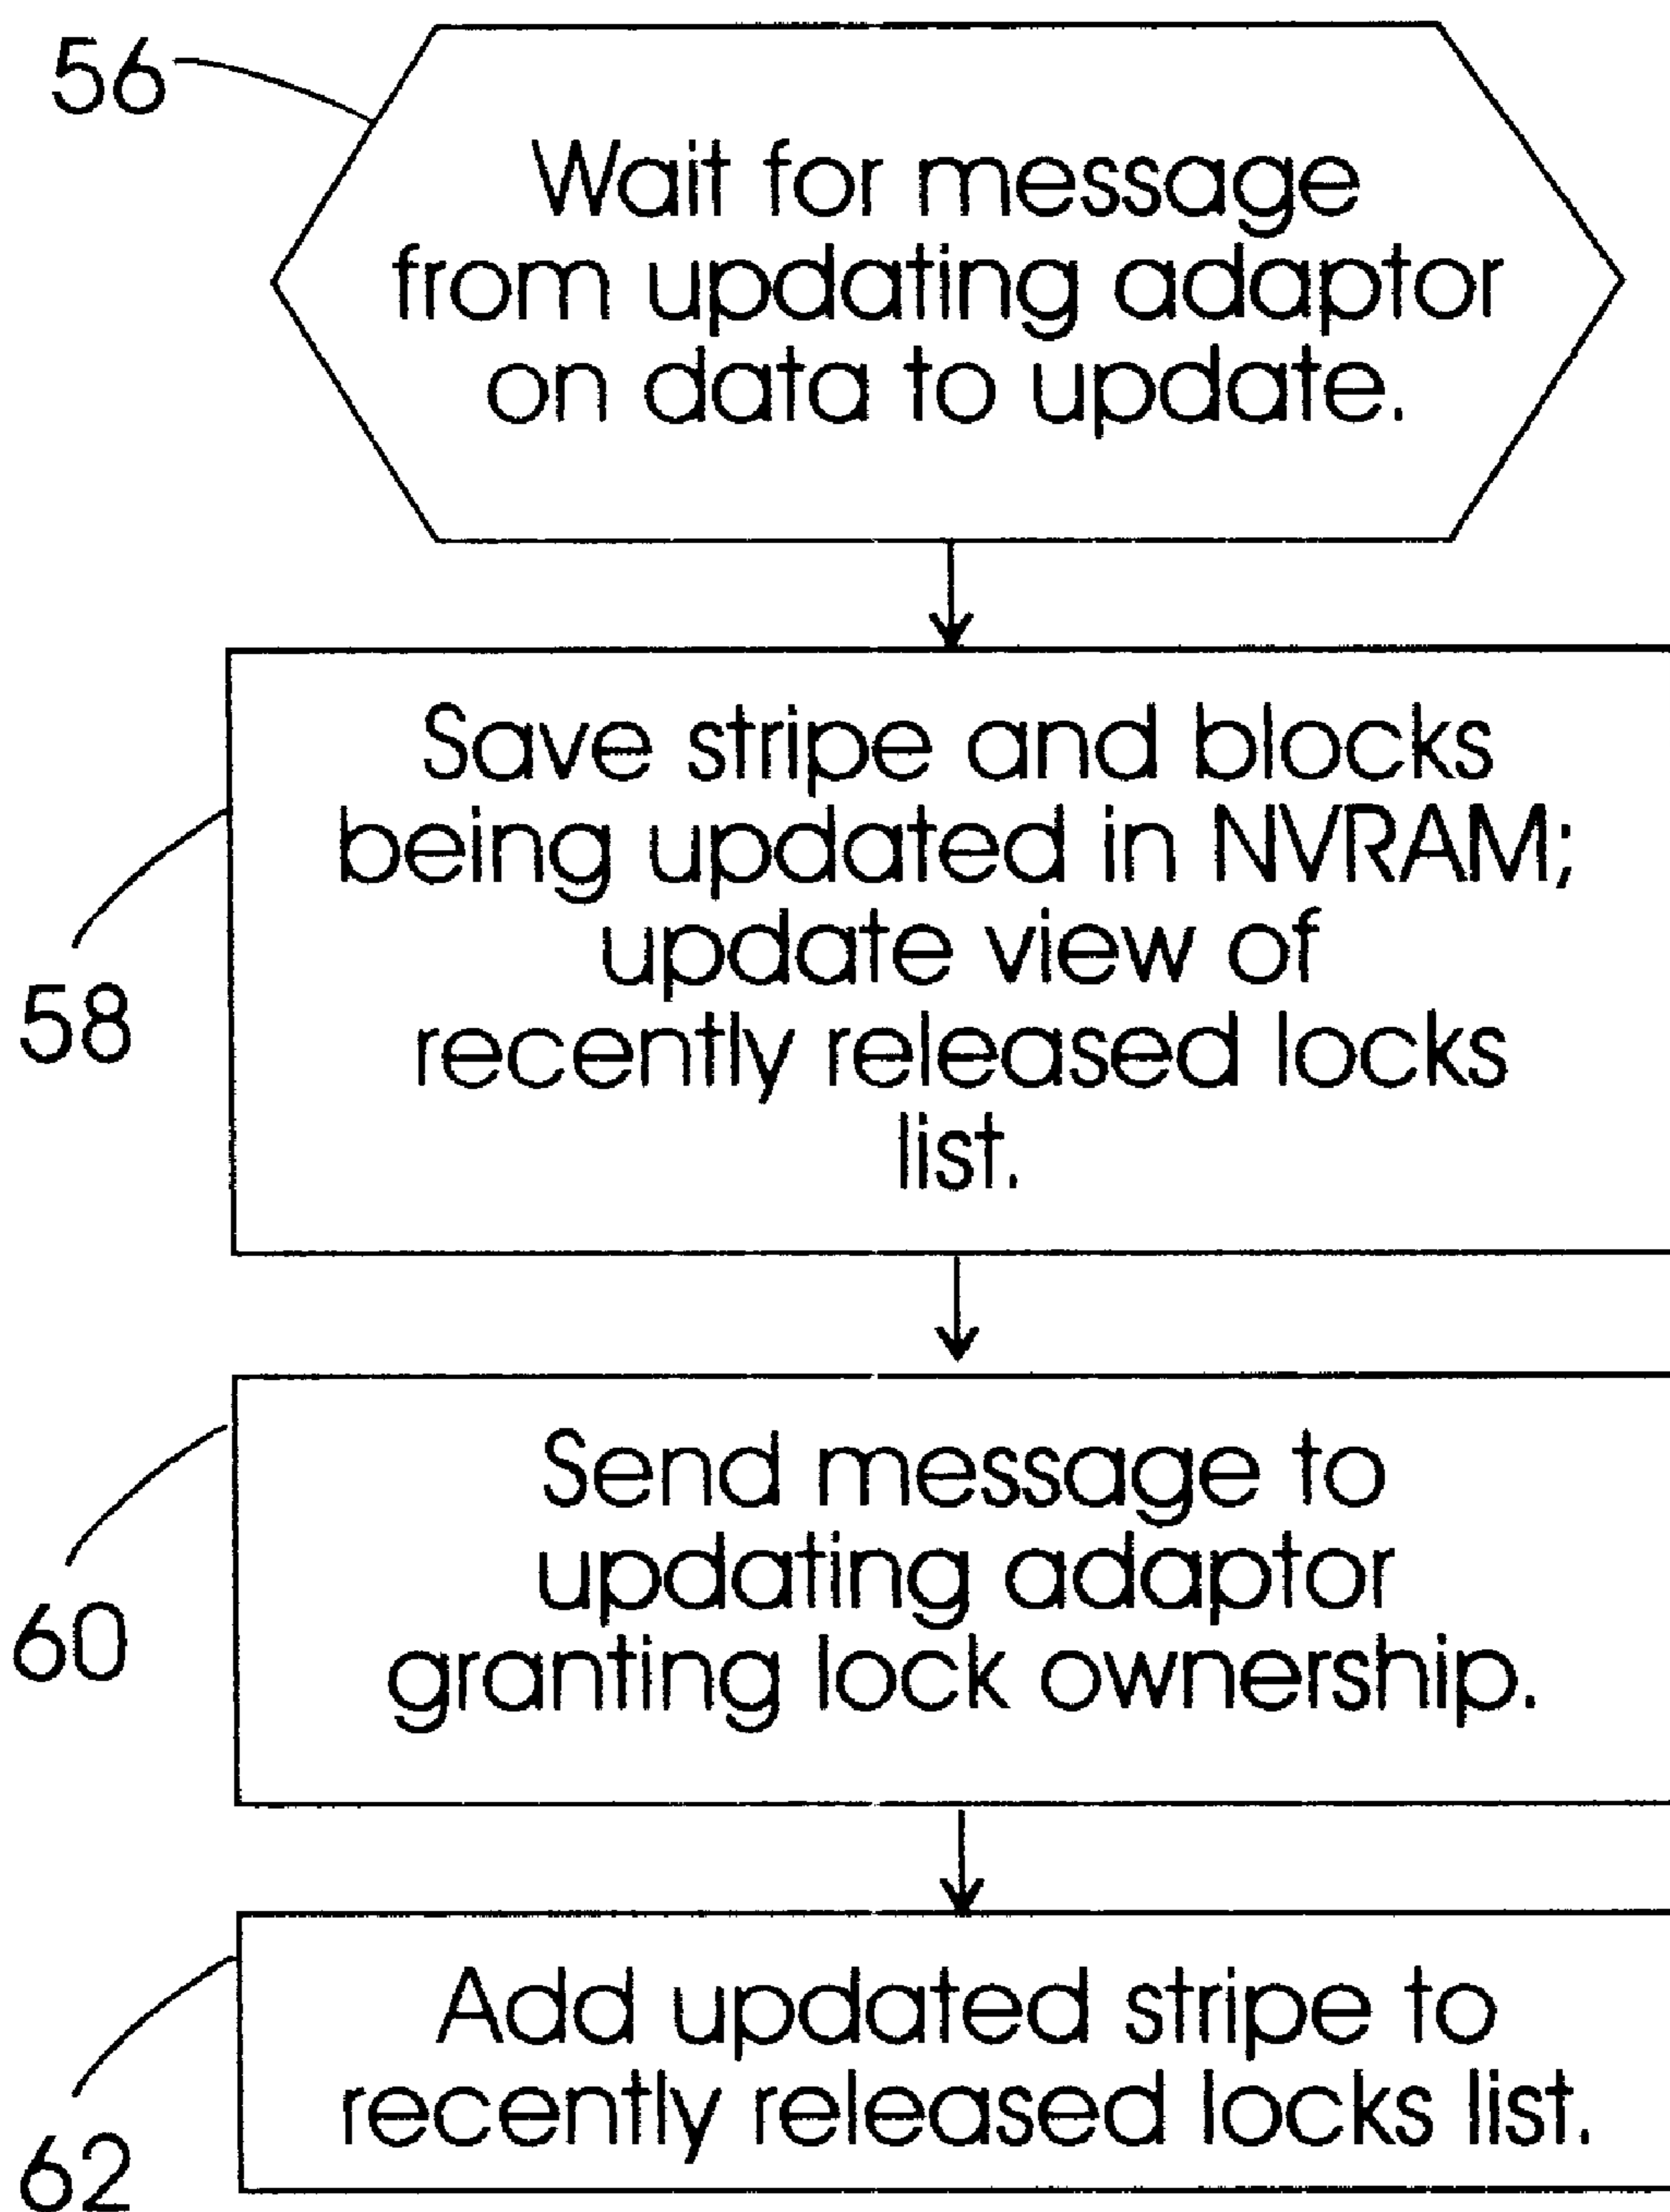 56
Wait for message
from updating adaptor
on data to update.
Save stripe and blocks
being updated in NVRAM;
update view of
recently released locks
list.
58
Send message to
updating adaptor
granting lock ownership.
60
Add updated stripe to
recently released locks list.
62